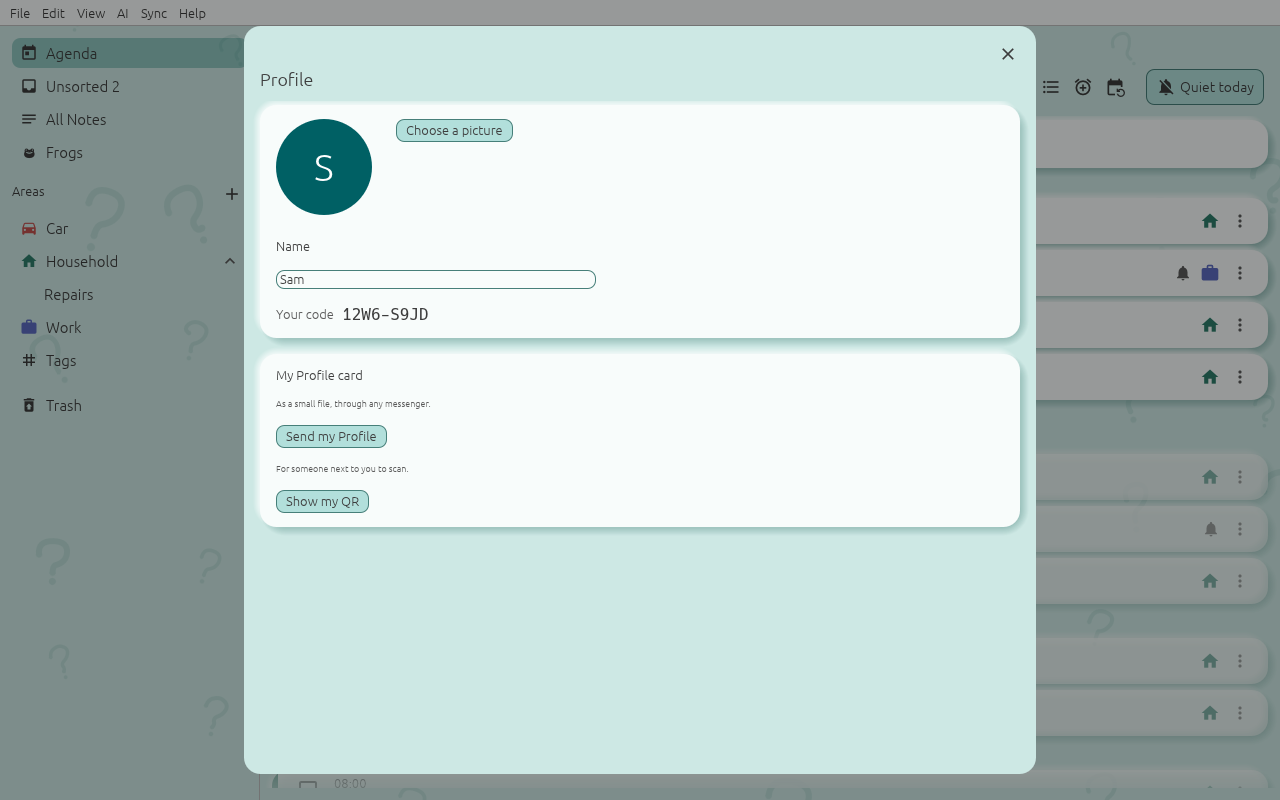 File Edit View AI Sync Help
Agenda
Unsorted 2
All Notes
Frogs
Areas
Car
Household
Repairs
Work
Tags
Trash
Profile
S
Choose a picture
Name
Sam
Your code 12W6-S9JD
My Profile card
As a small file, through any messenger.
Send my Profile
For someone next to you to scan.
Show my QR
Quiet today
08:00